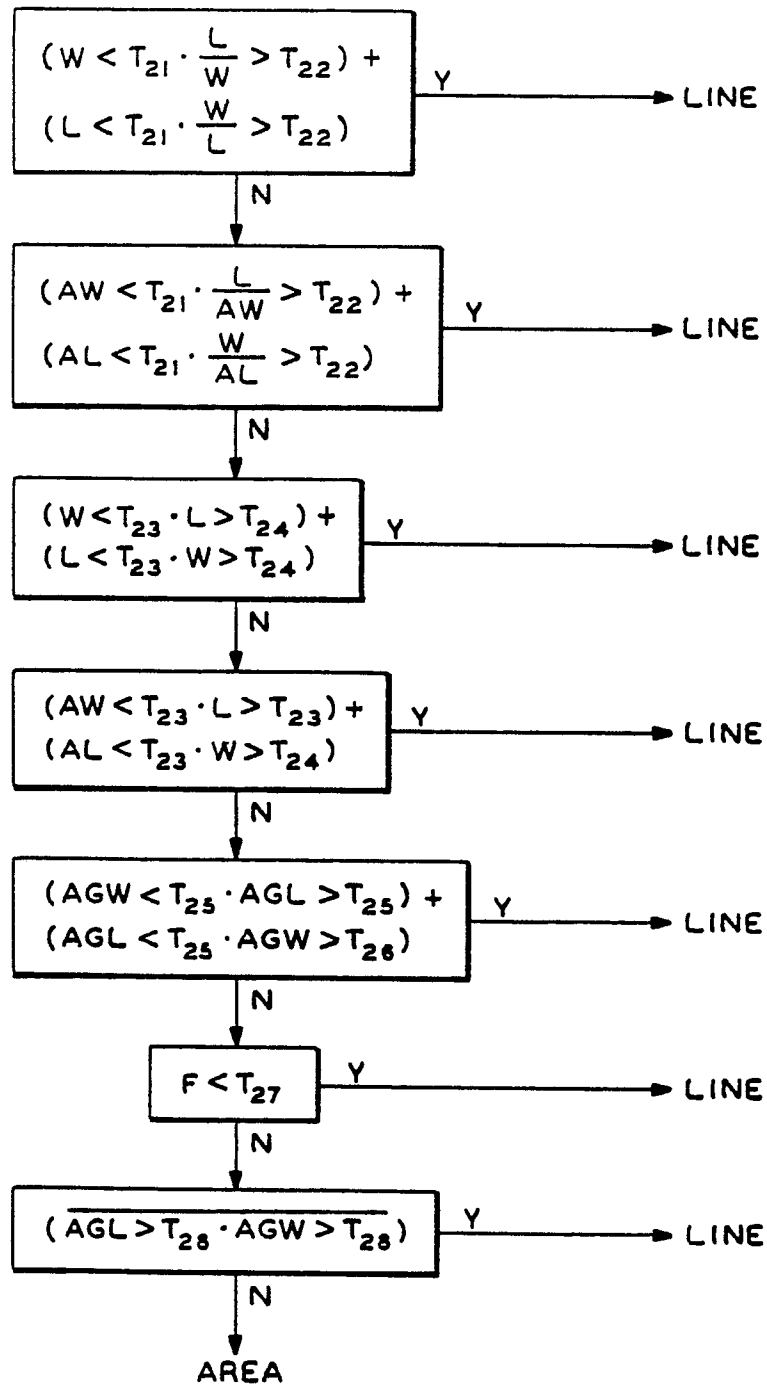 (W < T21 · L/W > T22) +
Y
LINE
(L < T21 · W/L > T22)
N
(AW < T21 · L/AW > T22) +
Y
LINE
(AL < T21 · W/AL > T22)
N
(W < T23 · L > T24) +
Y
LINE
(L < T23 · W > T24)
N
(AW < T23 · L > T23) +
Y
LINE
(AL < T23 · W > T24)
N
(AGW < T25 · AGL > T25) +
Y
LINE
(AGL < T25 · AGW > T26)
N
F < T27
Y
LINE
N
(AGL > T28 · AGW > T28)
Y
LINE
N
AREA